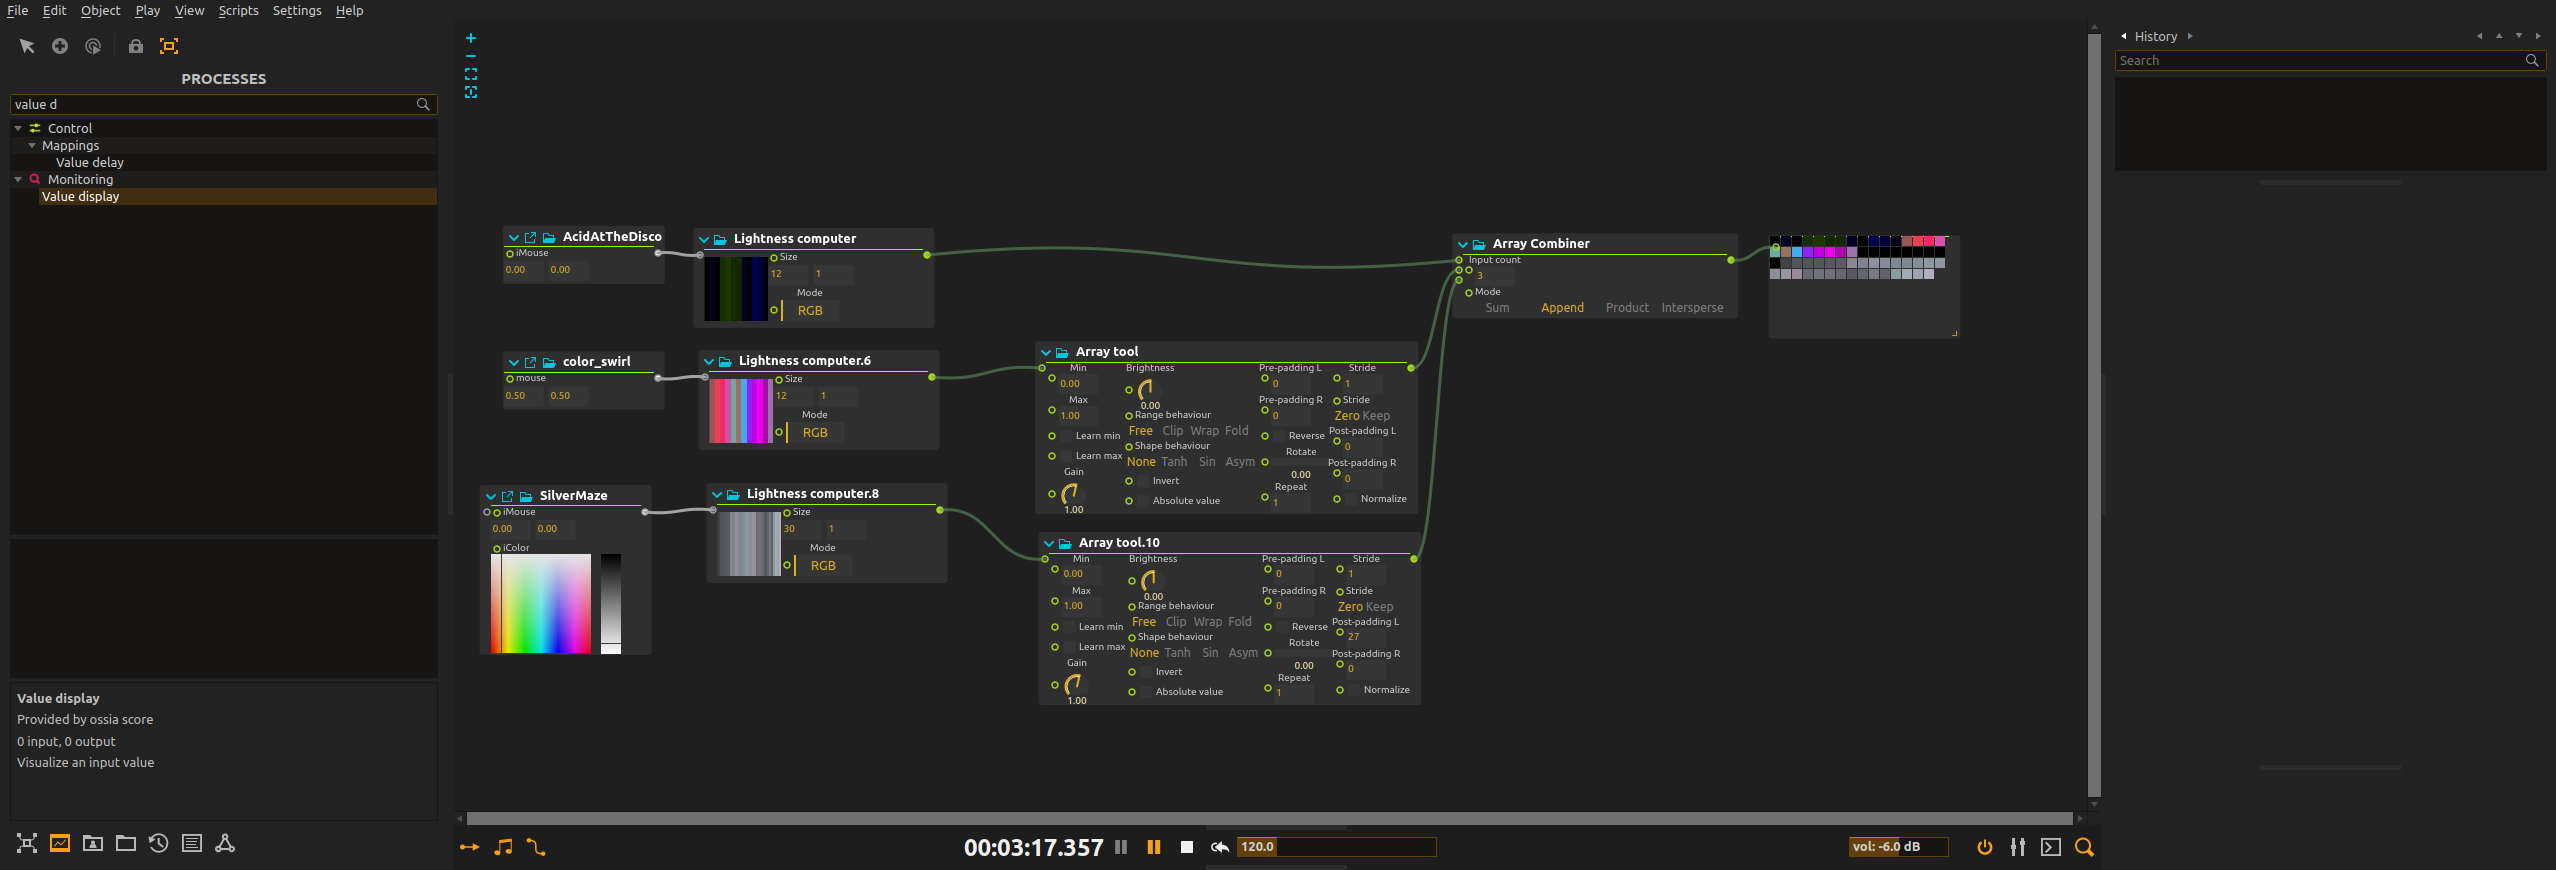 File Edit Object Play View Scripts Settings Help
PROCESSES
value d
Control
Mappings
Value delay
Monitoring
Value display
Value display
Provided by ossia score
0 input, 0 output
Visualize an input value
AcidAtTheDisco
iMouse
0.00 0.00
Lightness computer
Size
12 1
Mode
RGB
color_swirl
mouse
0.50 0.50
Lightness computer.6
Size
12 1
Mode
RGB
SilverMaze
iMouse
0.00 0.00
iColor
Lightness computer.8
Size
30 1
Mode
RGB
Array tool
Min Brightness Pre-padding L Stride
0.00 0 1
0.00
Max Pre-padding R Stride
1.00 Range behaviour 0 Zero Keep
Free Clip Wrap Fold Post-padding L
Learn min Reverse 0
Shape behaviour
Learn max None Tanh Sin Asym Rotate Post-padding R
Gain 0.00 0
Invert Repeat
Absolute value 1 Normalize
1.00
Array tool.10
Min Brightness Pre-padding L Stride
0.00 0 1
0.00
Max Pre-padding R Stride
1.00 Range behaviour 0 Zero Keep
Free Clip Wrap Fold Post-padding L
Learn min Reverse 27
Shape behaviour
Learn max None Tanh Sin Asym Rotate Post-padding R
Gain 0.00 0
Invert Repeat
Absolute value 1 Normalize
1.00
Array Combiner
Input count
3
Mode
Sum Append Product Intersperse
History
Search
00:03:17.357
120.0
vol: -6.0 dB